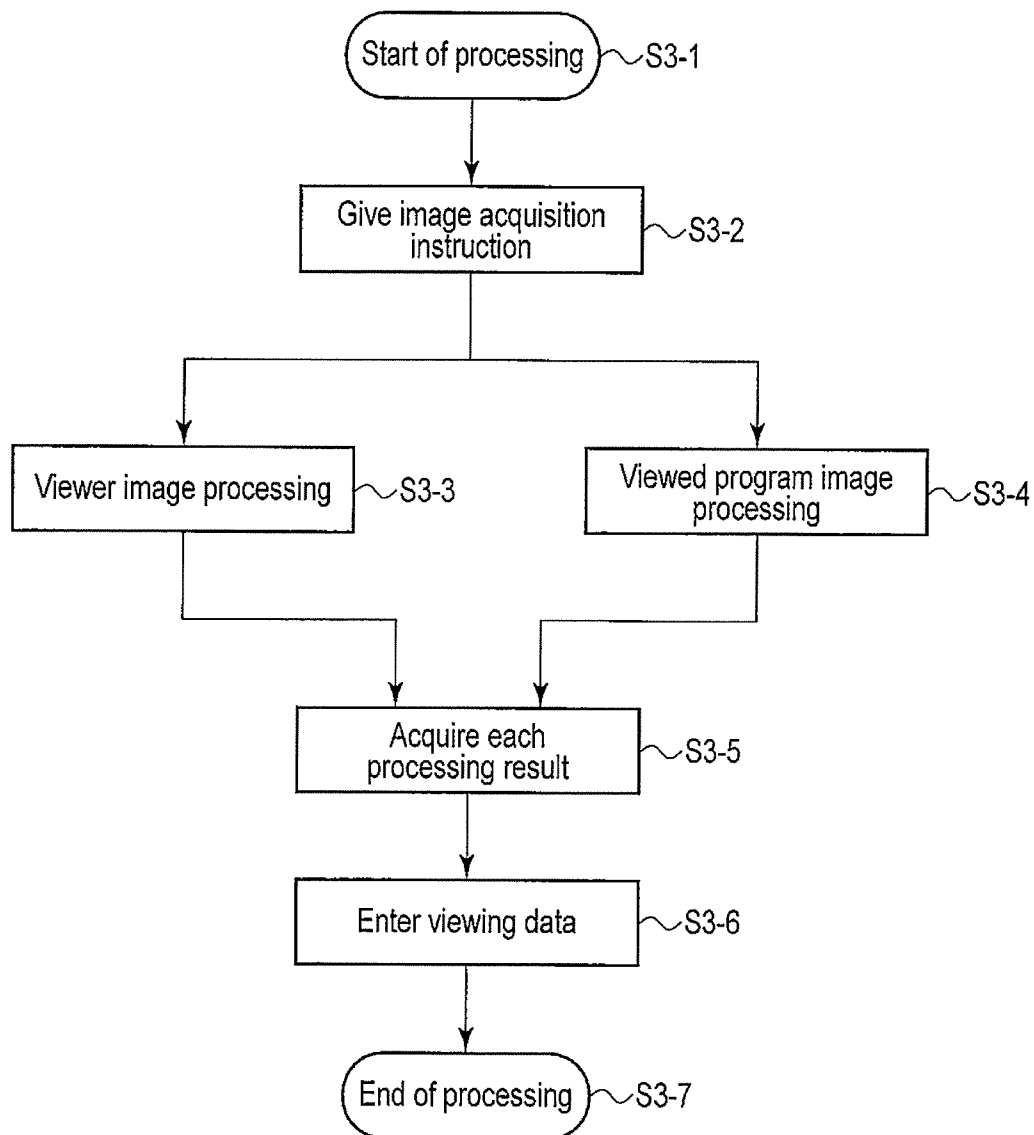 Start of processing
S3-1
Give image acquisition
instruction
S3-2
Viewer image processing
S3-3
Viewed program image
processing
S3-4
Acquire each
processing result
S3-5
Enter viewing data
S3-6
End of processing
S3-7